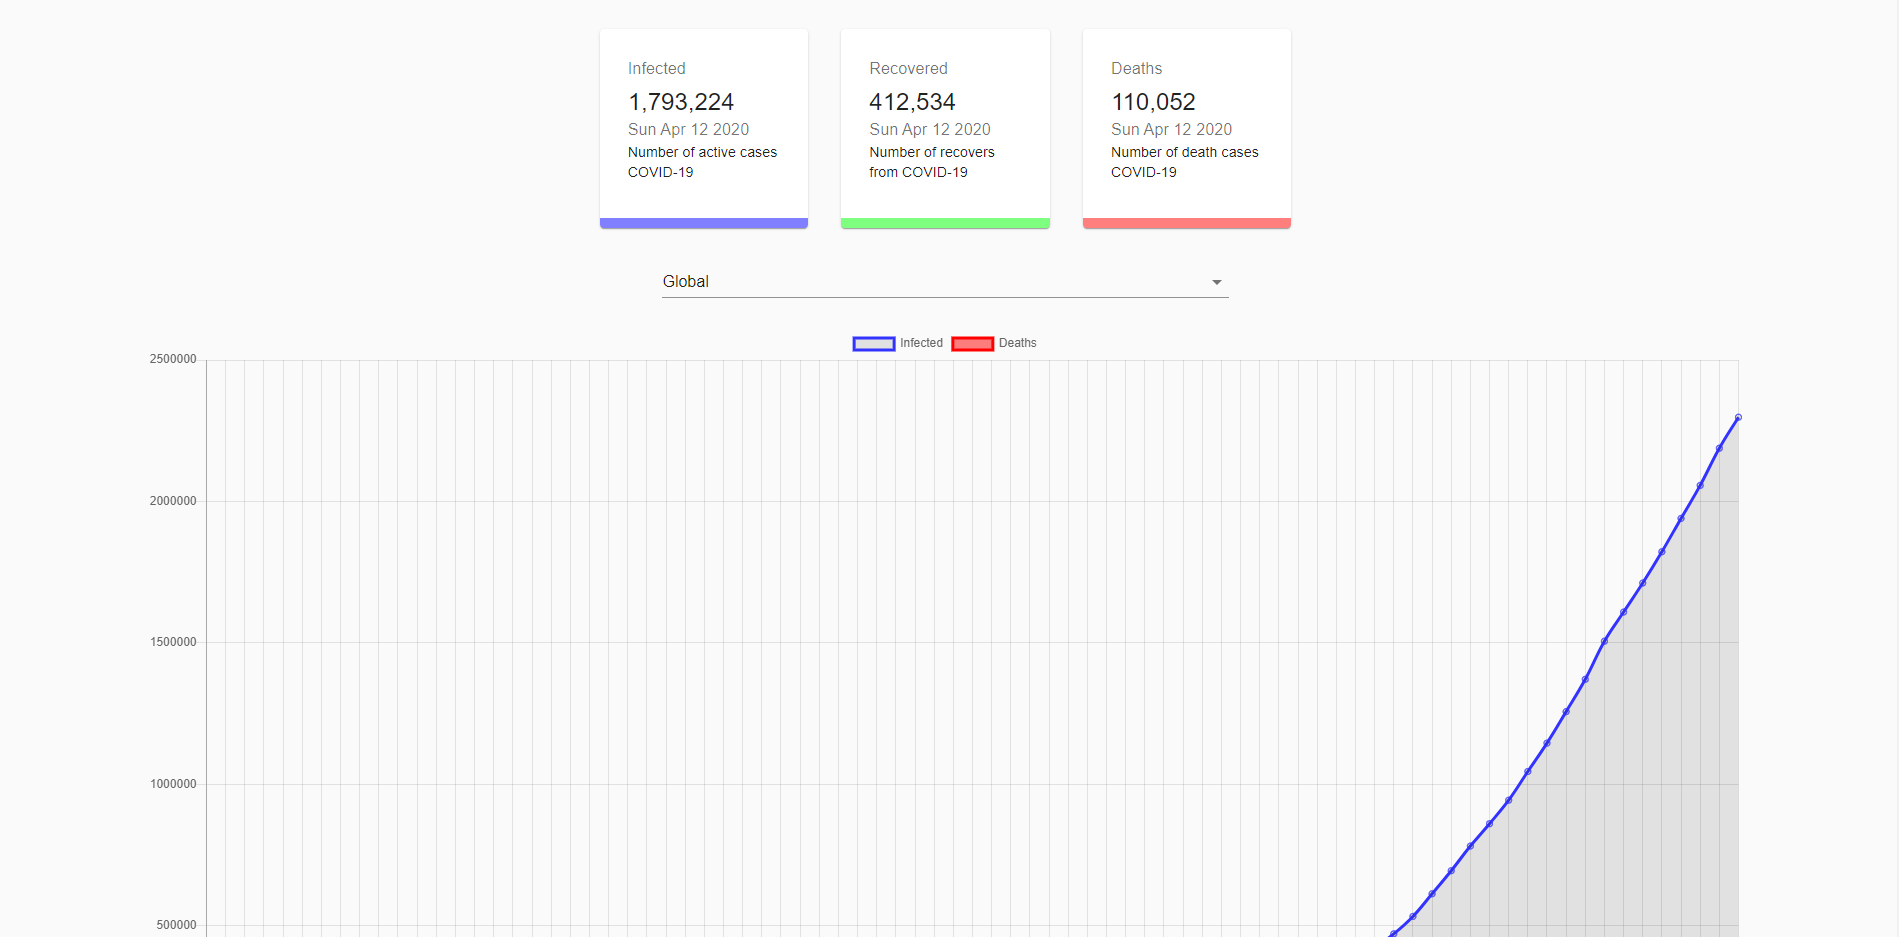 Infected
1,793,224
Sun Apr 12 2020
Number of active cases
COVID-19
Recovered
412,534
Sun Apr 12 2020
Number of recovers
from COVID-19
Deaths
110,052
Sun Apr 12 2020
Number of death cases
COVID-19
Global
Infected Deaths
2500000
2000000
1500000
1000000
500000